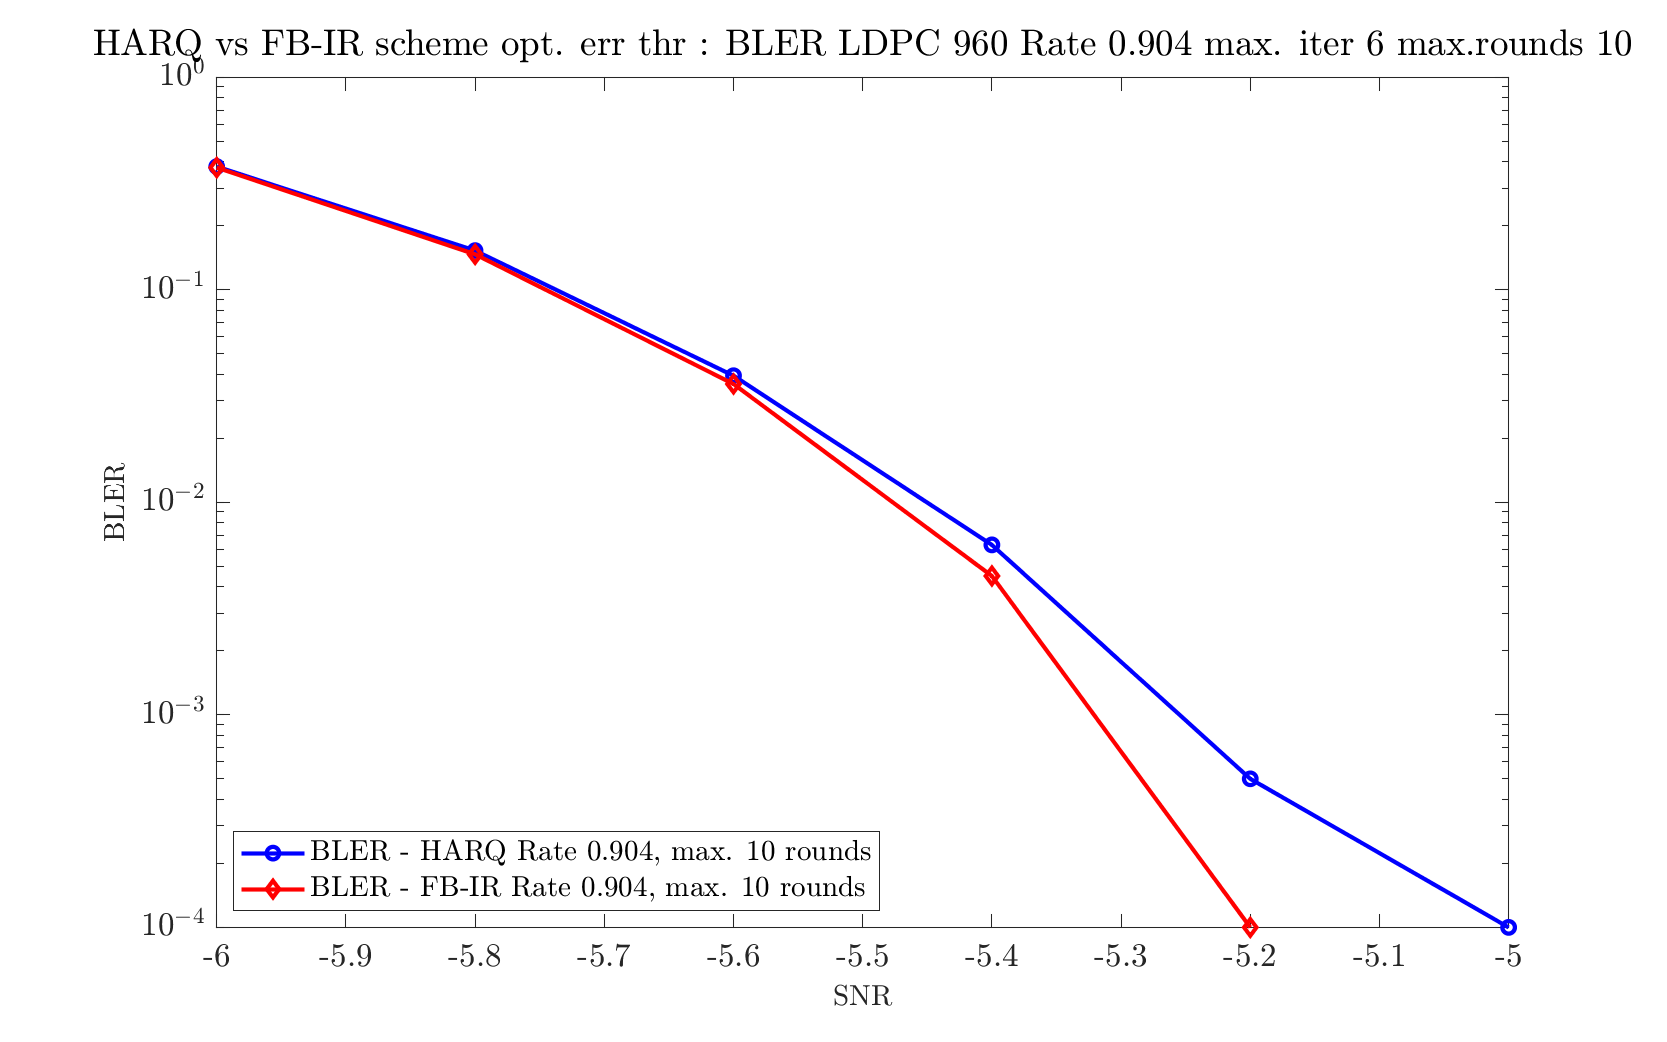 HARQ vs FB-IR scheme opt. err thr : BLER LDPC 960 Rate 0.904 max. iter 6 max.rounds 10
10^0
10^-1
10^-2
10^-3
10^-4
BLER
BLER - HARQ Rate 0.904, max. 10 rounds
BLER - FB-IR Rate 0.904, max. 10 rounds
-6 -5.9 -5.8 -5.7 -5.6 -5.5 -5.4 -5.3 -5.2 -5.1 -5
SNR